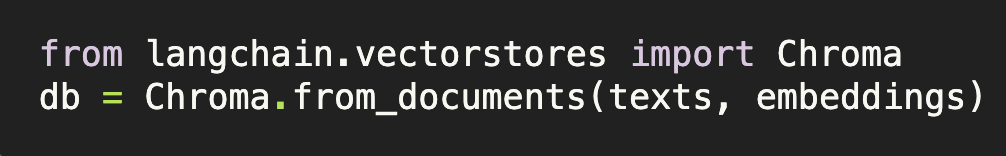 from langchain.vectorstores import Chroma
db = Chroma.from_documents(texts, embeddings)